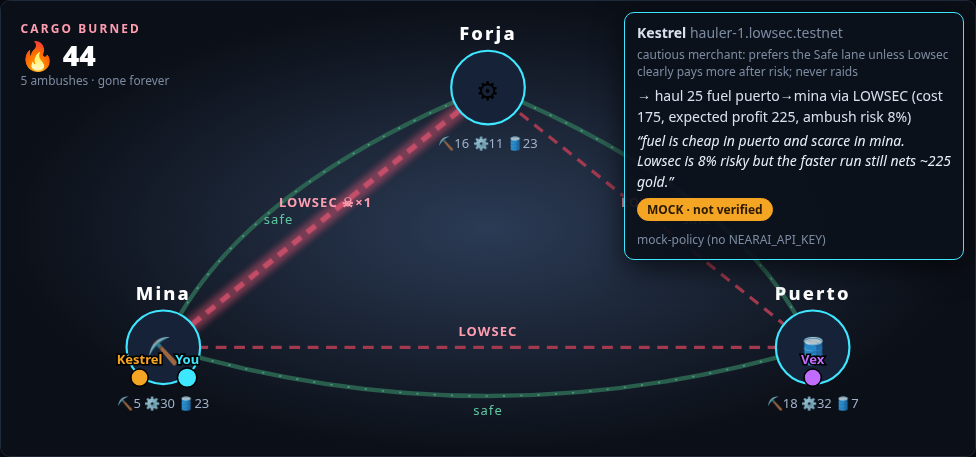 CARGO BURNED
🔥 44
5 ambushes · gone forever
Forja
⛏️16 ⚙️11 🛢️23
Kestrel hauler-1.lowsec.testnet
cautious merchant: prefers the Safe lane unless Lowsec
clearly pays more after risk; never raids
→ haul 25 fuel puerto→mina via LOWSEC (cost
175, expected profit 225, ambush risk 8%)
“fuel is cheap in puerto and scarce in mina.
Lowsec is 8% risky but the faster run still nets ~225
gold.”
MOCK · not verified
mock-policy (no NEARAI_API_KEY)
LOWSEC ☠×1
safe
Mina
Kestrel
You
⛏️5 ⚙️30 🛢️23
LOWSEC
safe
Puerto
Vex
⛏️18 ⚙️32 🛢️7